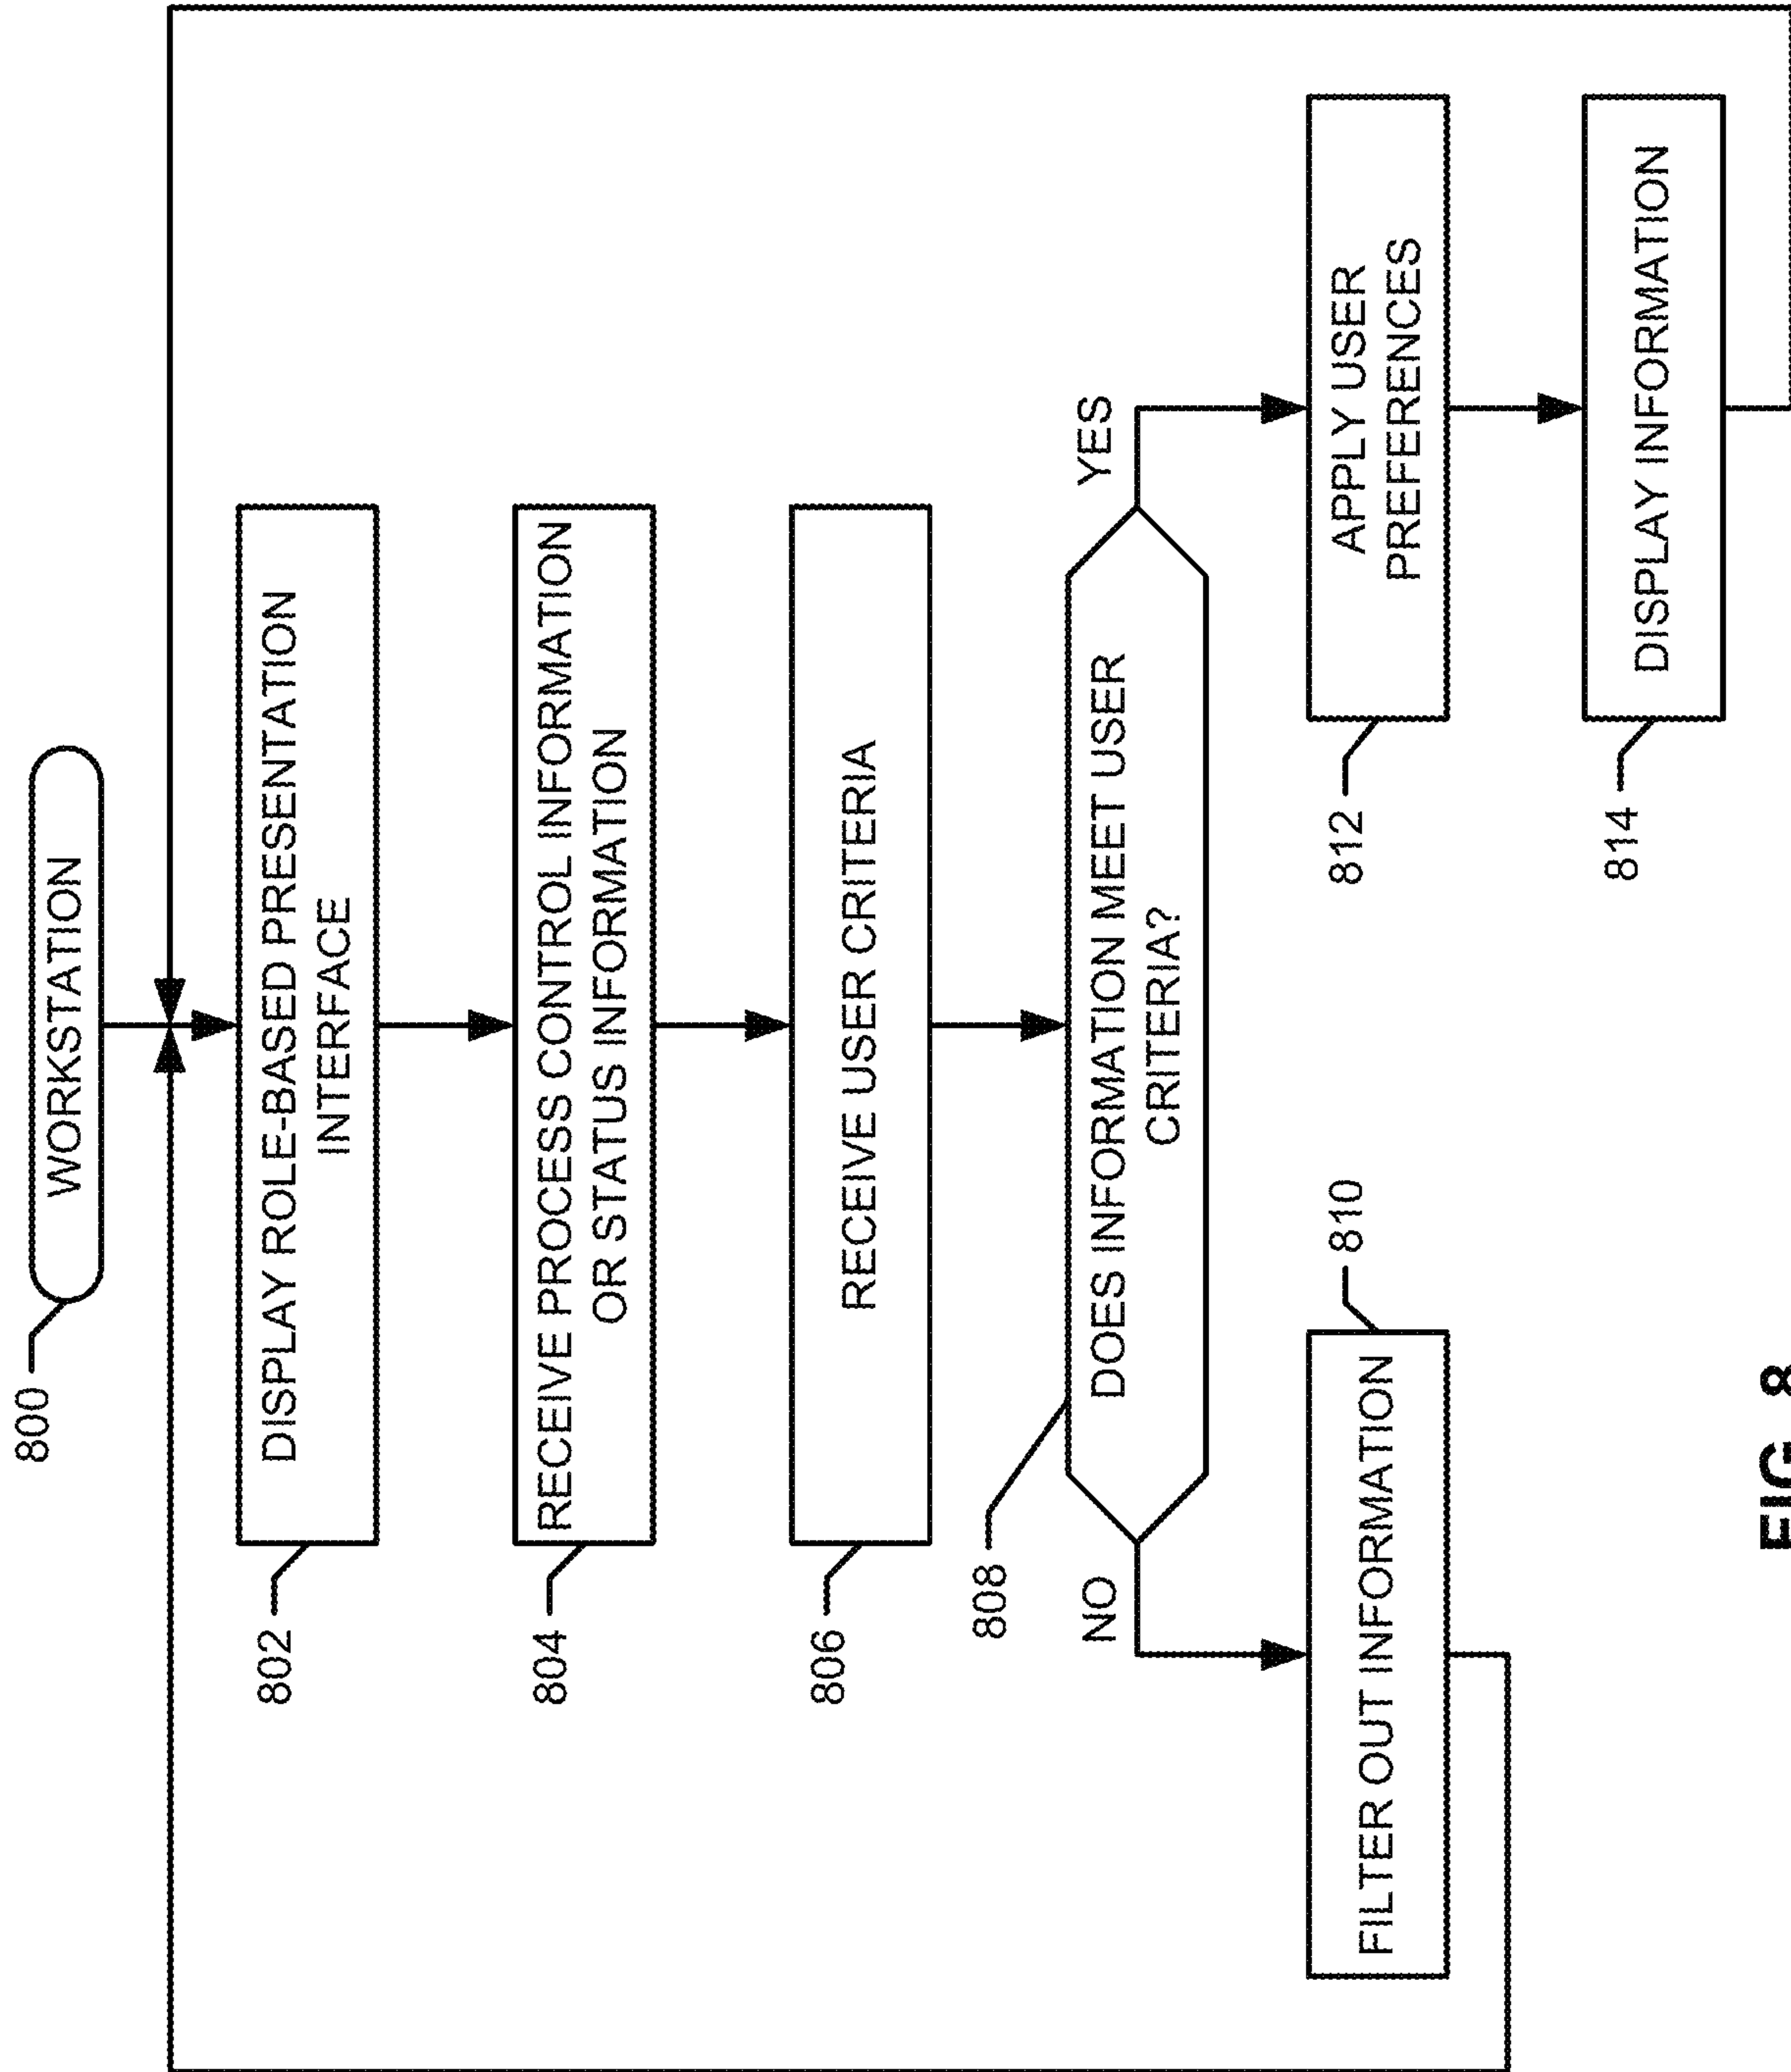 800
WORKSTATION
802
DISPLAY ROLE-BASED PRESENTATION
INTERFACE
804
RECEIVE PROCESS CONTROL INFORMATION
OR STATUS INFORMATION
806
RECEIVE USER CRITERIA
808
DOES INFORMATION MEET USER
CRITERIA?
NO
YES
810
FILTER OUT INFORMATION
812
APPLY USER
PREFERENCES
814
DISPLAY INFORMATION
FIG. 8